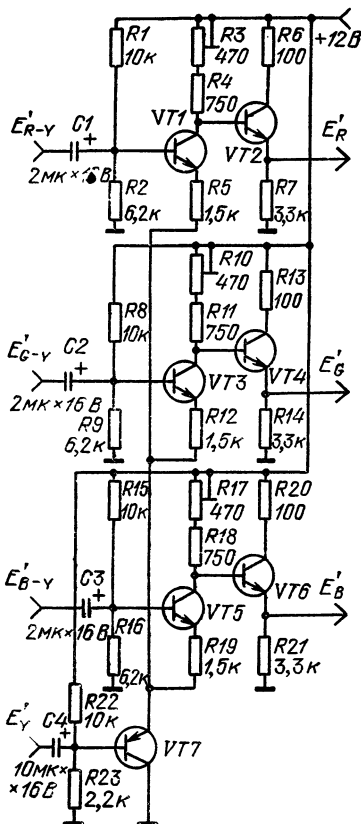 R1
10к
R3
470
R4
750
R6
100
+12В
E'R-Y
C1
+
2мк×16В
VT1
VT2
E'R
R2
6,2к
R5
1,5к
R7
3,3к
R8
10к
R10
470
R11
750
R13
100
E'G-Y
C2
+
2мк×16В
VT3
VT4
E'G
R9
6,2к
R12
1,5к
R14
3,3к
R15
10к
R17
470
R18
750
R20
100
E'B-Y
C3
+
2мк×16В
VT5
VT6
E'B
R16
6,2к
R19
1,5к
R21
3,3к
R22
10к
E'Y
C4
+
10мк×
×16В
VT7
R23
2,2к